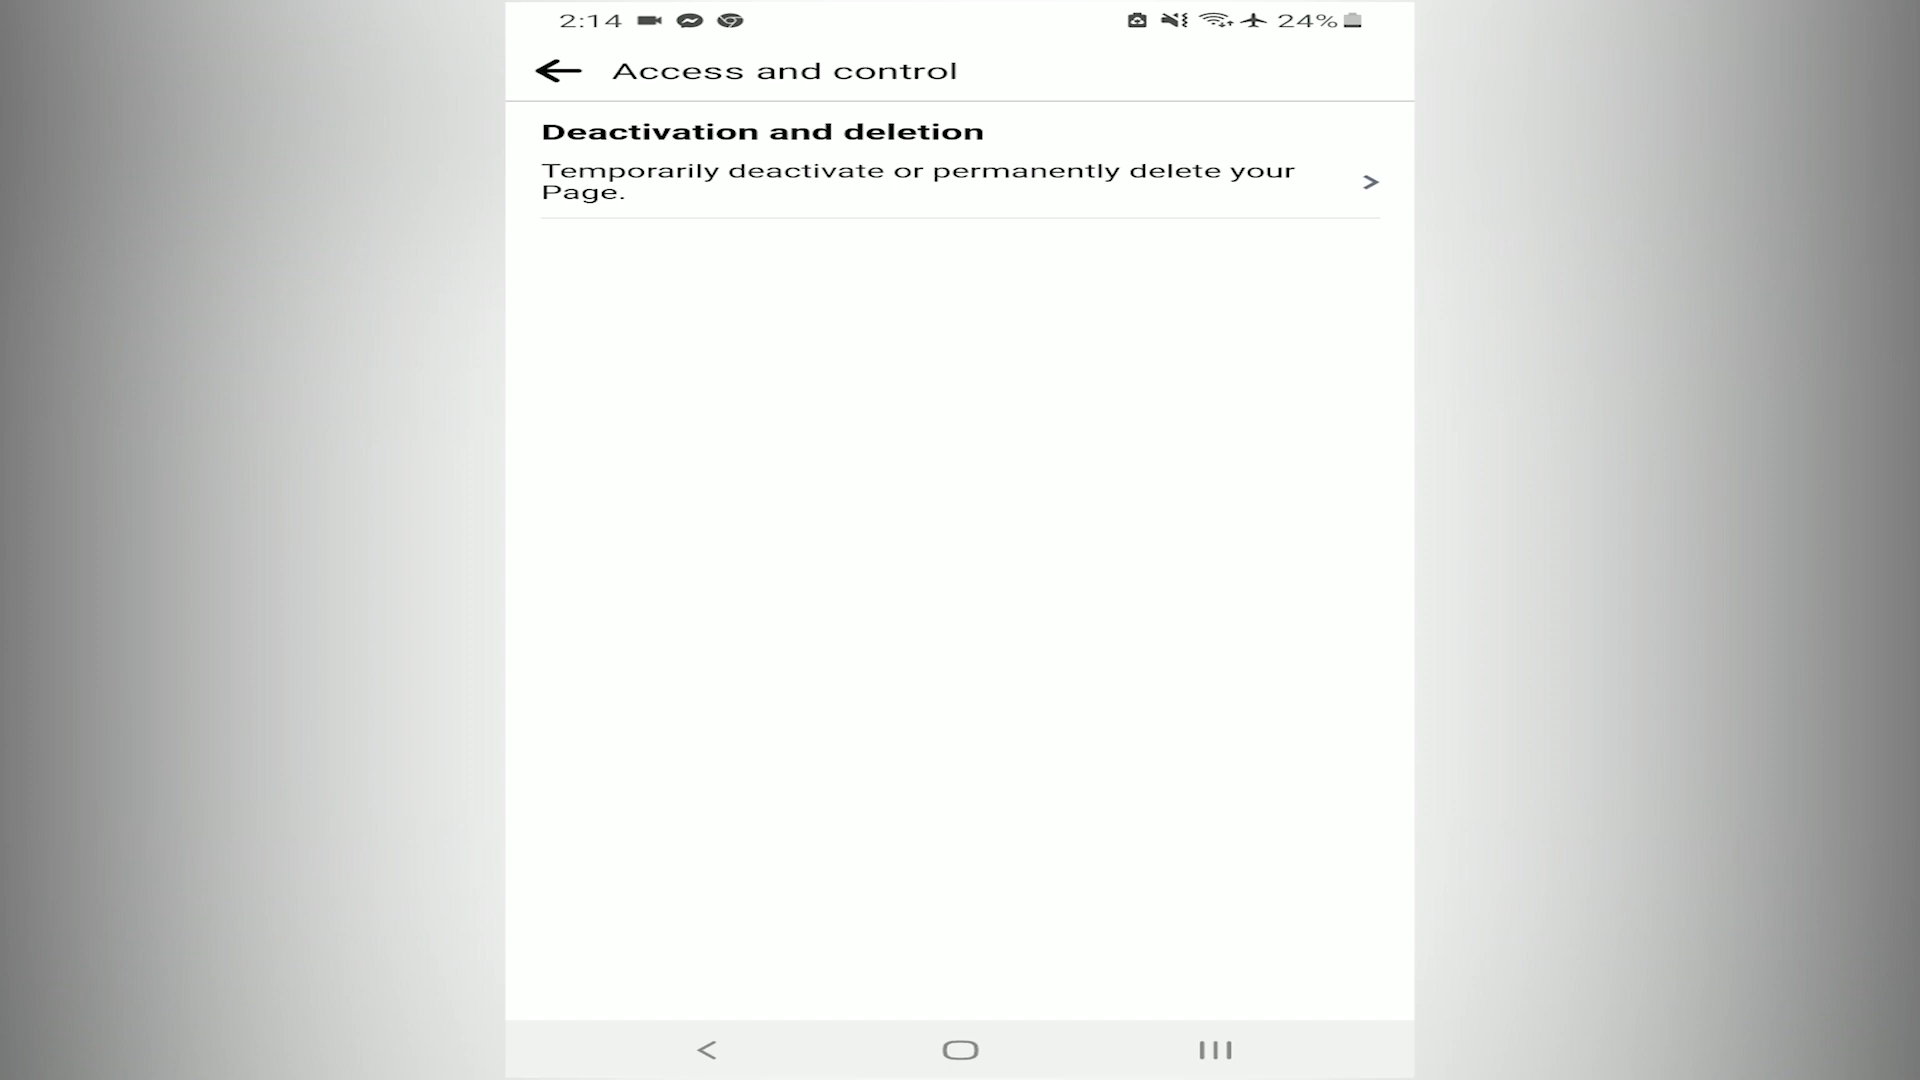 2:14 24%
Access and control
Deactivation and deletion
Temporarily deactivate or permanently delete your
Page.